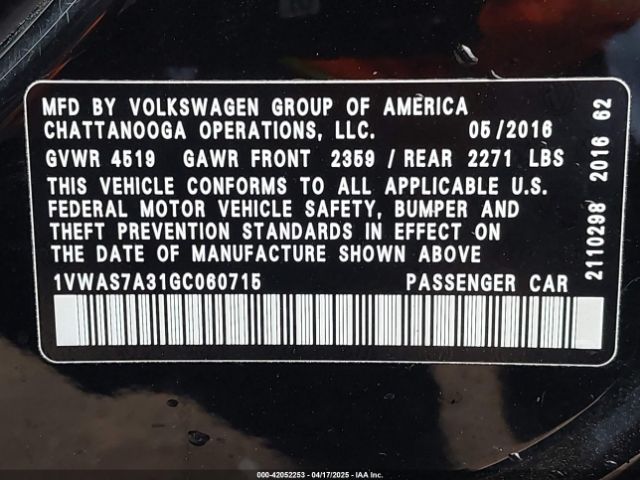 MFD BY VOLKSWAGEN GROUP OF AMERICA
CHATTANOOGA OPERATIONS, LLC. 05/2016
GVWR 4519 GAWR FRONT 2359 / REAR 2271 LBS
THIS VEHICLE CONFORMS TO ALL APPLICABLE U.S.
FEDERAL MOTOR VEHICLE SAFETY, BUMPER AND
THEFT PREVENTION STANDARDS IN EFFECT ON
THE DATE OF MANUFACTURE SHOWN ABOVE
1VWAS7A31GC060715 PASSENGER CAR
2110298 2016 62
000-42052253 - 04/17/2025 - IAA Inc.